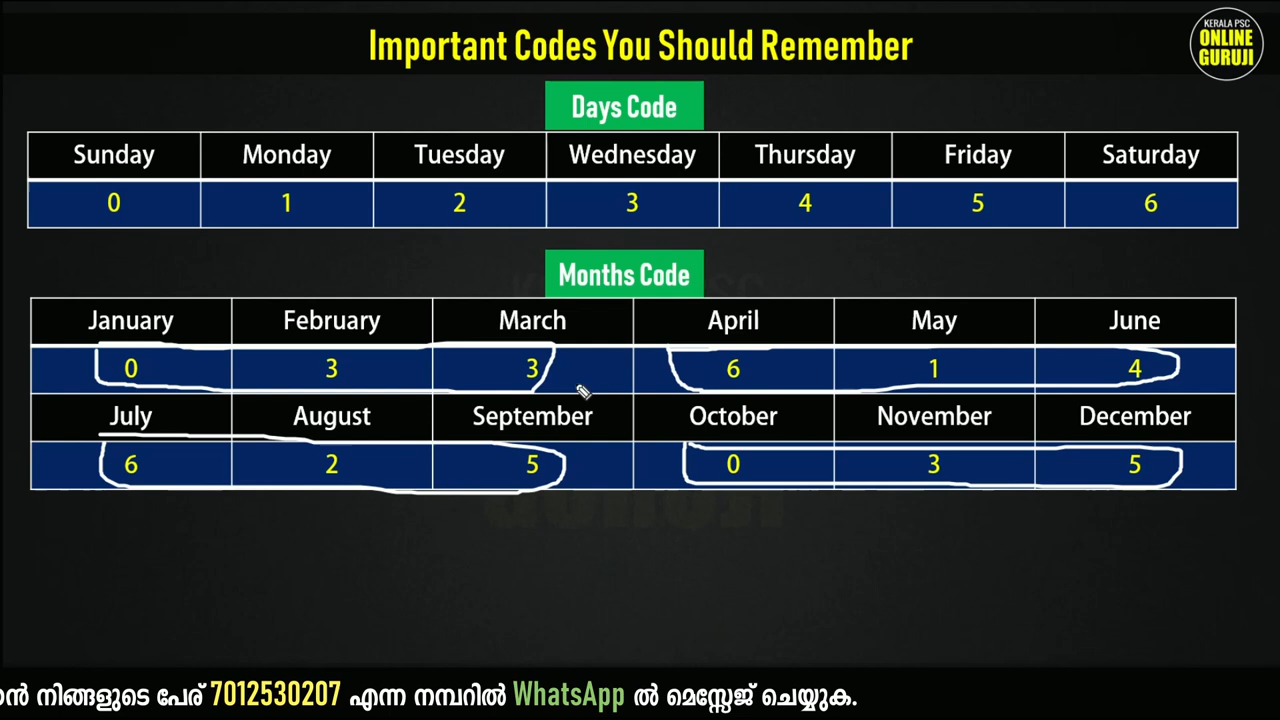 Important Codes You Should Remember
KERALA PSC
ONLINE
GURUJI
Days Code
Sunday Monday Tuesday Wednesday Thursday Friday Saturday
0 1 2 3 4 5 6
Months Code
January February March April May June
0 3 3 6 1 4
July August September October November December
6 2 5 0 3 5
നിങ്ങളുടെ പേര് 7012530207 എന്ന നമ്പറിൽ WhatsApp ൽ മെസ്സേജ് ചെയ്യുക.